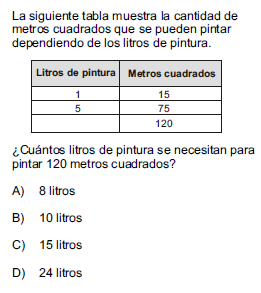 La siguiente tabla muestra la cantidad de
metros cuadrados que se pueden pintar
dependiendo de los litros de pintura.
Litros de pintura Metros cuadrados
1 15
5 75
120
¿Cuántos litros de pintura se necesitan para
pintar 120 metros cuadrados?
A) 8 litros
B) 10 litros
C) 15 litros
D) 24 litros